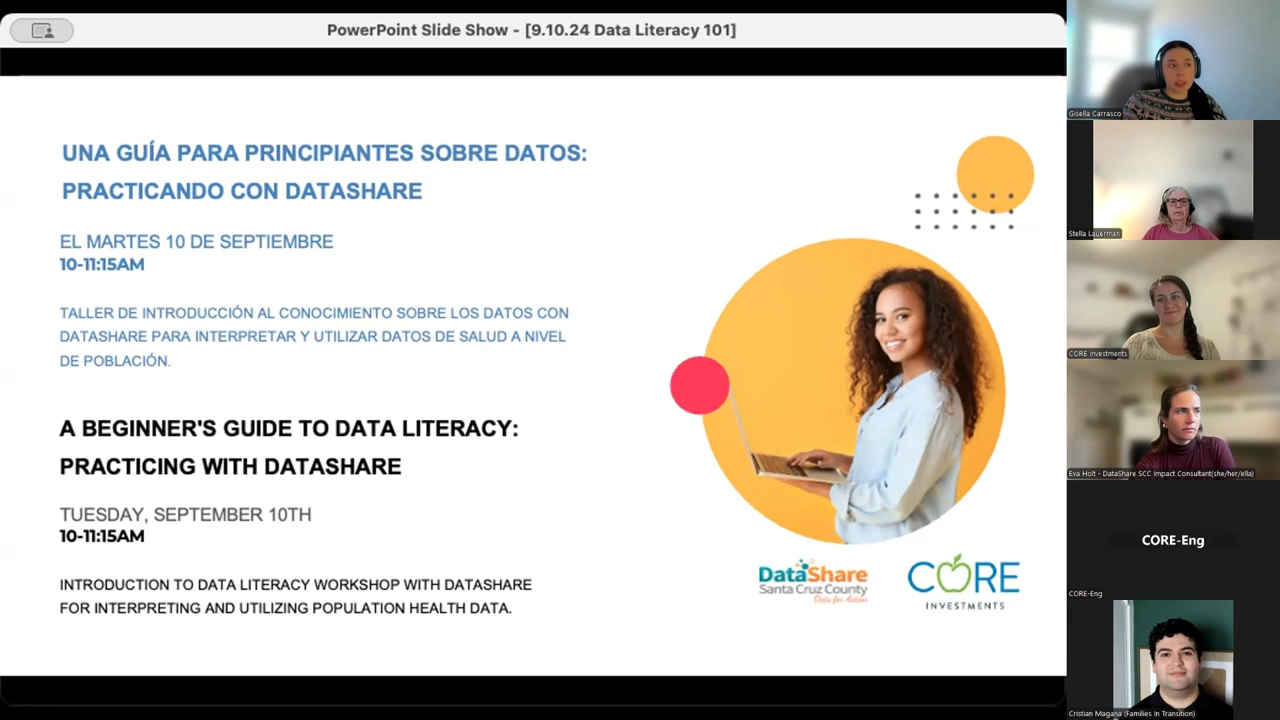 PowerPoint Slide Show - [9.10.24 Data Literacy 101]
UNA GUÍA PARA PRINCIPIANTES SOBRE DATOS:
PRACTICANDO CON DATASHARE
EL MARTES 10 DE SEPTIEMBRE
10-11:15AM
TALLER DE INTRODUCCIÓN AL CONOCIMIENTO SOBRE LOS DATOS CON
DATASHARE PARA INTERPRETAR Y UTILIZAR DATOS DE SALUD A NIVEL
DE POBLACIÓN.
A BEGINNER'S GUIDE TO DATA LITERACY:
PRACTICING WITH DATASHARE
TUESDAY, SEPTEMBER 10TH
10-11:15AM
INTRODUCTION TO DATA LITERACY WORKSHOP WITH DATASHARE
FOR INTERPRETING AND UTILIZING POPULATION HEALTH DATA.
DataShare
Santa Cruz County
Data for Action
CORE
INVESTMENTS
Gisella Carrasco
Stella Lauerman
CORE Investments
Eva Holt - DataShare SCC Impact Consultant(she/her/ella)
CORE-Eng
CORE-Eng
Cristian Magana (Families in Transition)